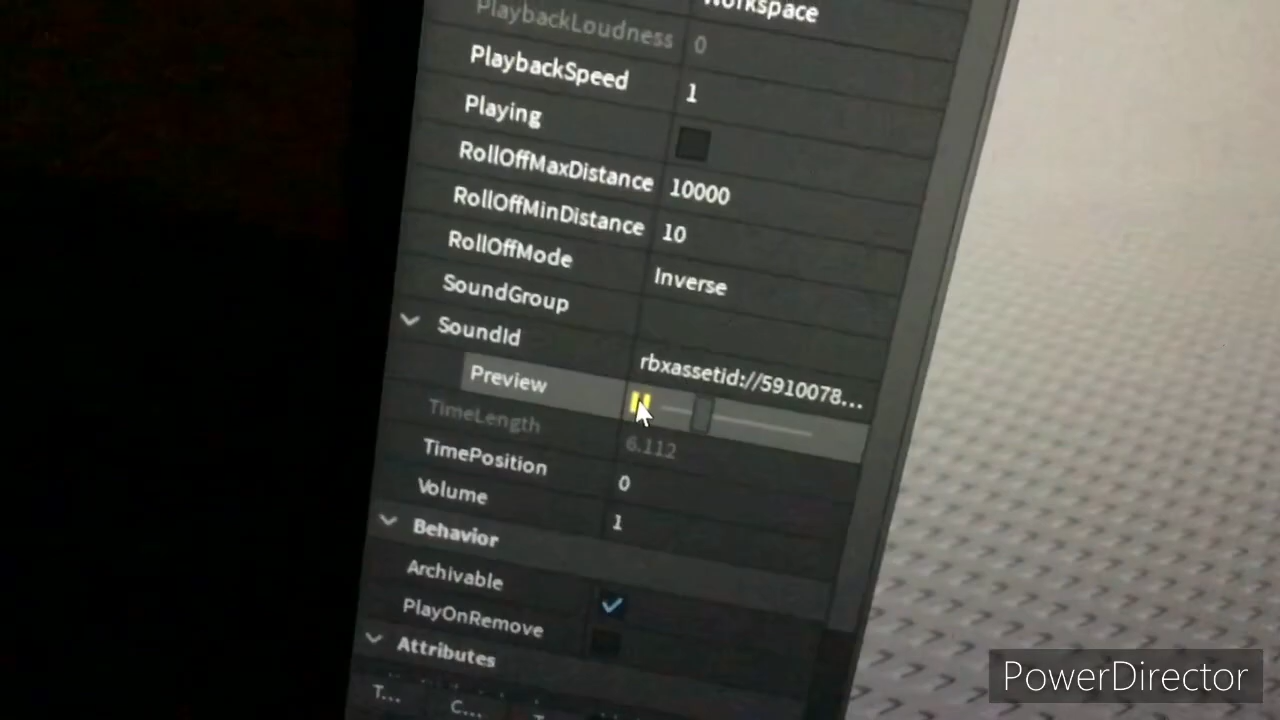 Workspace
PlaybackLoudness 0
PlaybackSpeed 1
Playing
RollOffMaxDistance 10000
RollOffMinDistance 10
RollOffMode Inverse
SoundGroup
SoundId rbxassetid://5910078...
Preview
TimeLength 6.112
TimePosition 0
Volume 1
Behavior
Archivable
PlayOnRemove
Attributes
T... C...
PowerDirector